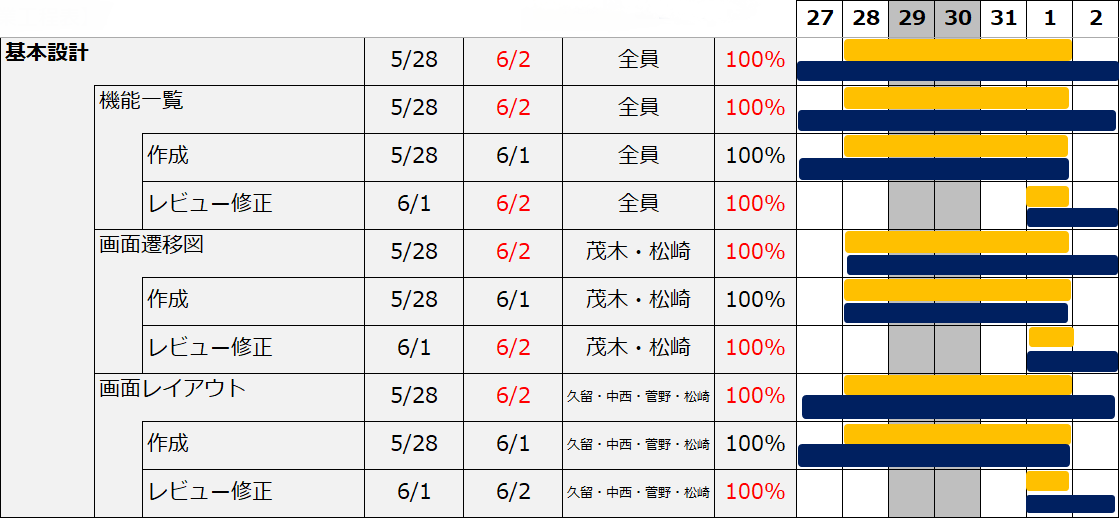 27 28 29 30 31 1 2
基本設計 5/28 6/2 全員 100%
機能一覧 5/28 6/2 全員 100%
作成 5/28 6/1 全員 100%
レビュー修正 6/1 6/2 全員 100%
画面遷移図 5/28 6/2 茂木・松崎 100%
作成 5/28 6/1 茂木・松崎 100%
レビュー修正 6/1 6/2 茂木・松崎 100%
画面レイアウト 5/28 6/2 久留・中西・菅野・松崎 100%
作成 5/28 6/1 久留・中西・菅野・松崎 100%
レビュー修正 6/1 6/2 久留・中西・菅野・松崎 100%